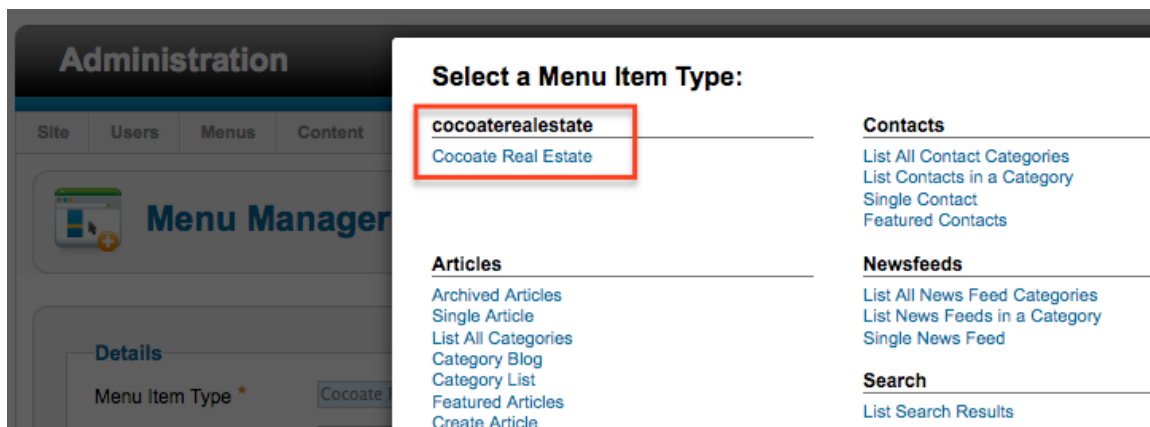 Administration
Site Users Menus Content
Menu Manager
Details
Menu Item Type *
Cocoate
Select a Menu Item Type:
cocoaterealestate
Cocoate Real Estate
Contacts
List All Contact Categories
List Contacts in a Category
Single Contact
Featured Contacts
Articles
Archived Articles
Single Article
List All Categories
Category Blog
Category List
Featured Articles
Create Article
Newsfeeds
List All News Feed Categories
List News Feeds in a Category
Single News Feed
Search
List Search Results